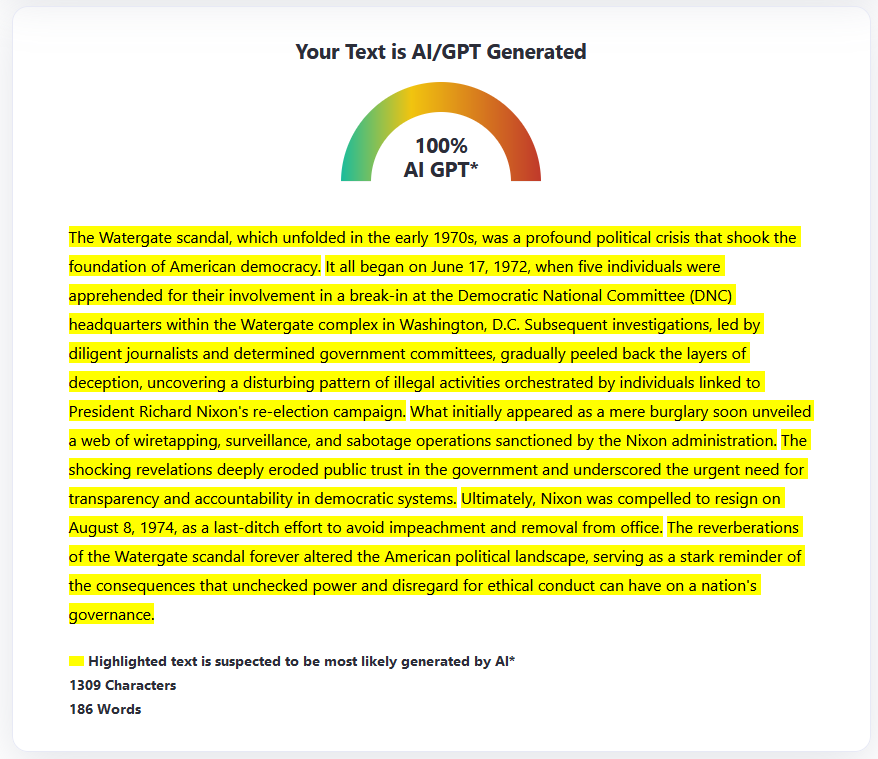 Your Text is AI/GPT Generated
100%
AI GPT*
The Watergate scandal, which unfolded in the early 1970s, was a profound political crisis that shook the
foundation of American democracy. It all began on June 17, 1972, when five individuals were
apprehended for their involvement in a break-in at the Democratic National Committee (DNC)
headquarters within the Watergate complex in Washington, D.C. Subsequent investigations, led by
diligent journalists and determined government committees, gradually peeled back the layers of
deception, uncovering a disturbing pattern of illegal activities orchestrated by individuals linked to
President Richard Nixon's re-election campaign. What initially appeared as a mere burglary soon unveiled
a web of wiretapping, surveillance, and sabotage operations sanctioned by the Nixon administration. The
shocking revelations deeply eroded public trust in the government and underscored the urgent need for
transparency and accountability in democratic systems. Ultimately, Nixon was compelled to resign on
August 8, 1974, as a last-ditch effort to avoid impeachment and removal from office. The reverberations
of the Watergate scandal forever altered the American political landscape, serving as a stark reminder of
the consequences that unchecked power and disregard for ethical conduct can have on a nation's
governance.
Highlighted text is suspected to be most likely generated by AI*
1309 Characters
186 Words